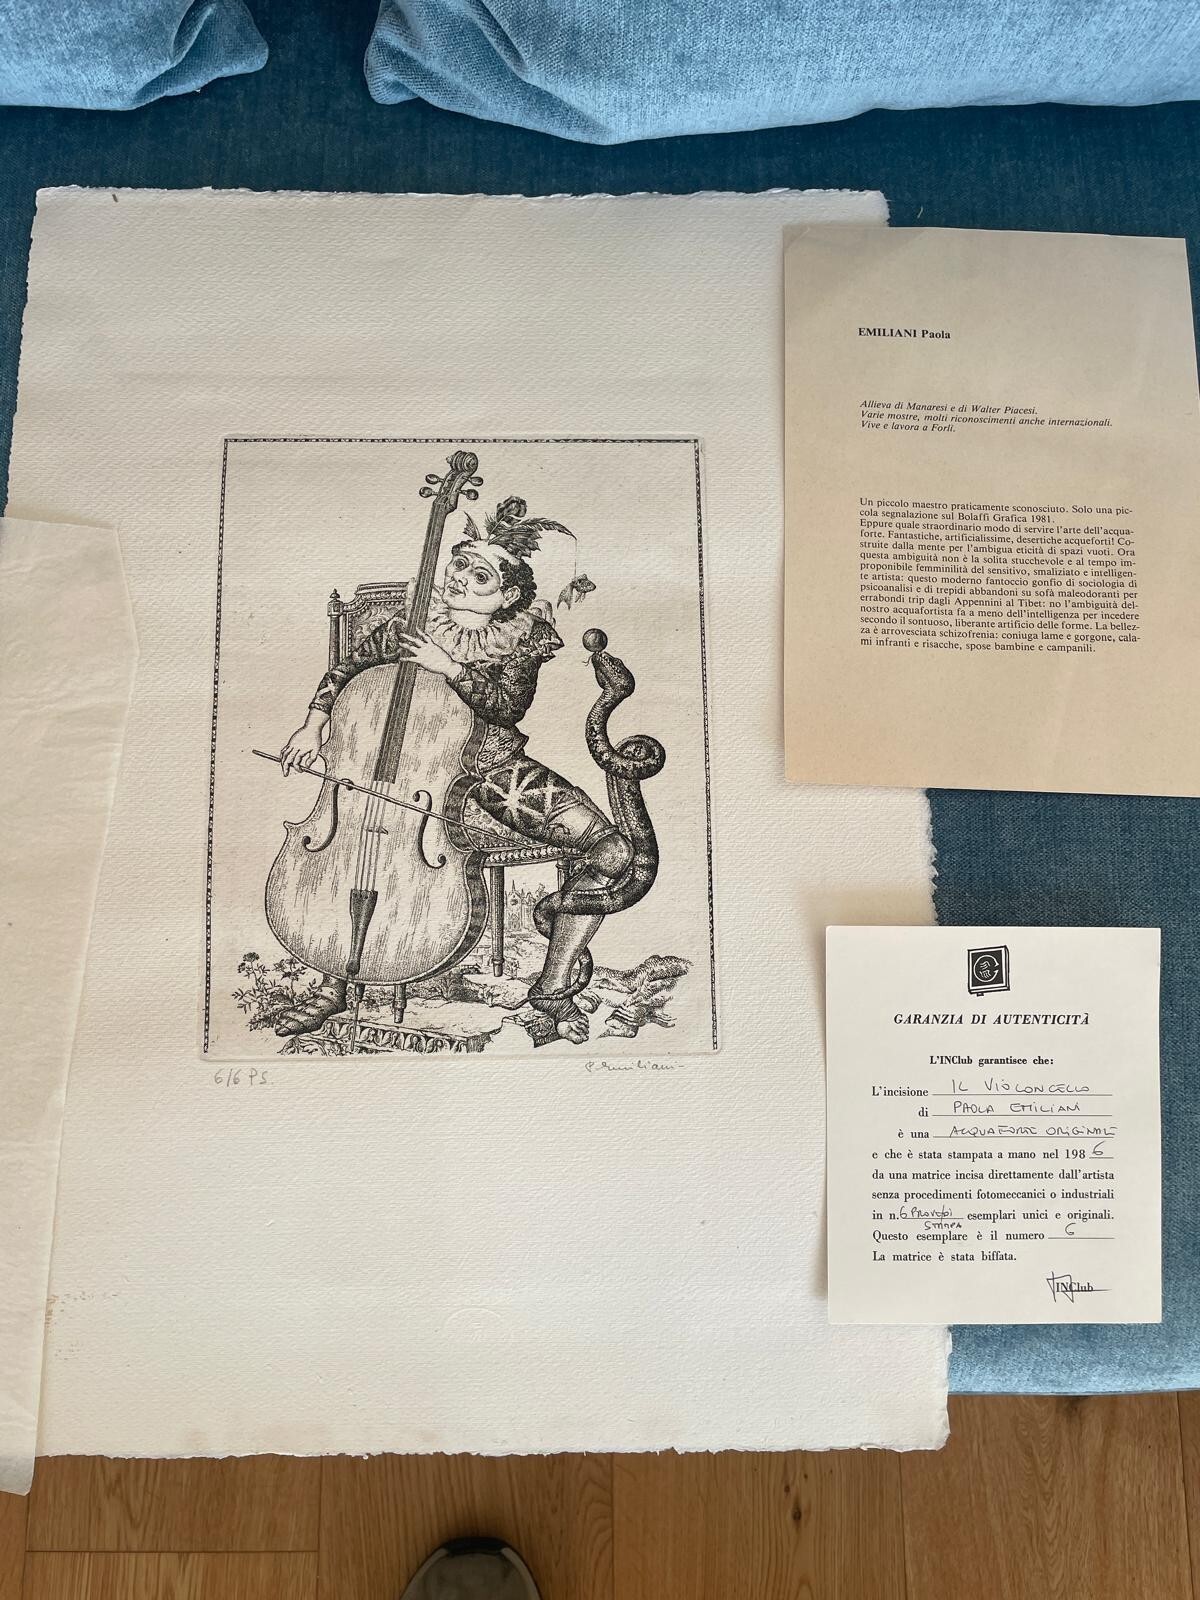 EMILIANI Paola
Allieva di Manaresi e di Walter Piacesi.
Varie mostre, molti riconoscimenti anche internazionali.
Vive e lavora a Forlì.
Un piccolo maestro praticamente sconosciuto. Solo una pic-
cola segnalazione sul Bolaffi Grafica 1981.
Eppure quale straordinario modo di servire l'arte dell'acqua-
forte. Fantastiche, artificialissime, desertiche acqueforti! Co-
struite dalla mente per l'ambigua eticità di spazi vuoti. Ora
questa ambiguità non è la solita stucchevole e al tempo im-
proponibile femminilità del sensitivo, smaliziato e intelligen-
te artista: questo moderno fantoccio gonfio di sociologia di
psicoanalisi e di trepidi abbandoni su sofà maleodoranti per
errabondi trip dagli Appennini al Tibet: no l'ambiguità del
nostro acquafortista fa a meno dell'intelligenza per incedere
secondo il sontuoso, liberante artificio delle forme. La bellez-
za è arrovesciata schizofrenia: coniuga lame e gorgone, cala-
mi infranti e risacche, spose bambine e campanili.
6/6 P.S.
P. Emiliani
GARANZIA DI AUTENTICITÀ
L'INClub garantisce che:
L'incisione IL VIOLONCELLO
di PAOLA EMILIANI
è una ACQUAFORTE ORIGINALE
e che è stata stampata a mano nel 1986
da una matrice incisa direttamente dall'artista
senza procedimenti fotomeccanici o industriali
in n. 6 PROVE DI STAMPA esemplari unici e originali.
Questo esemplare è il numero 6
La matrice è stata biffata.
INClub